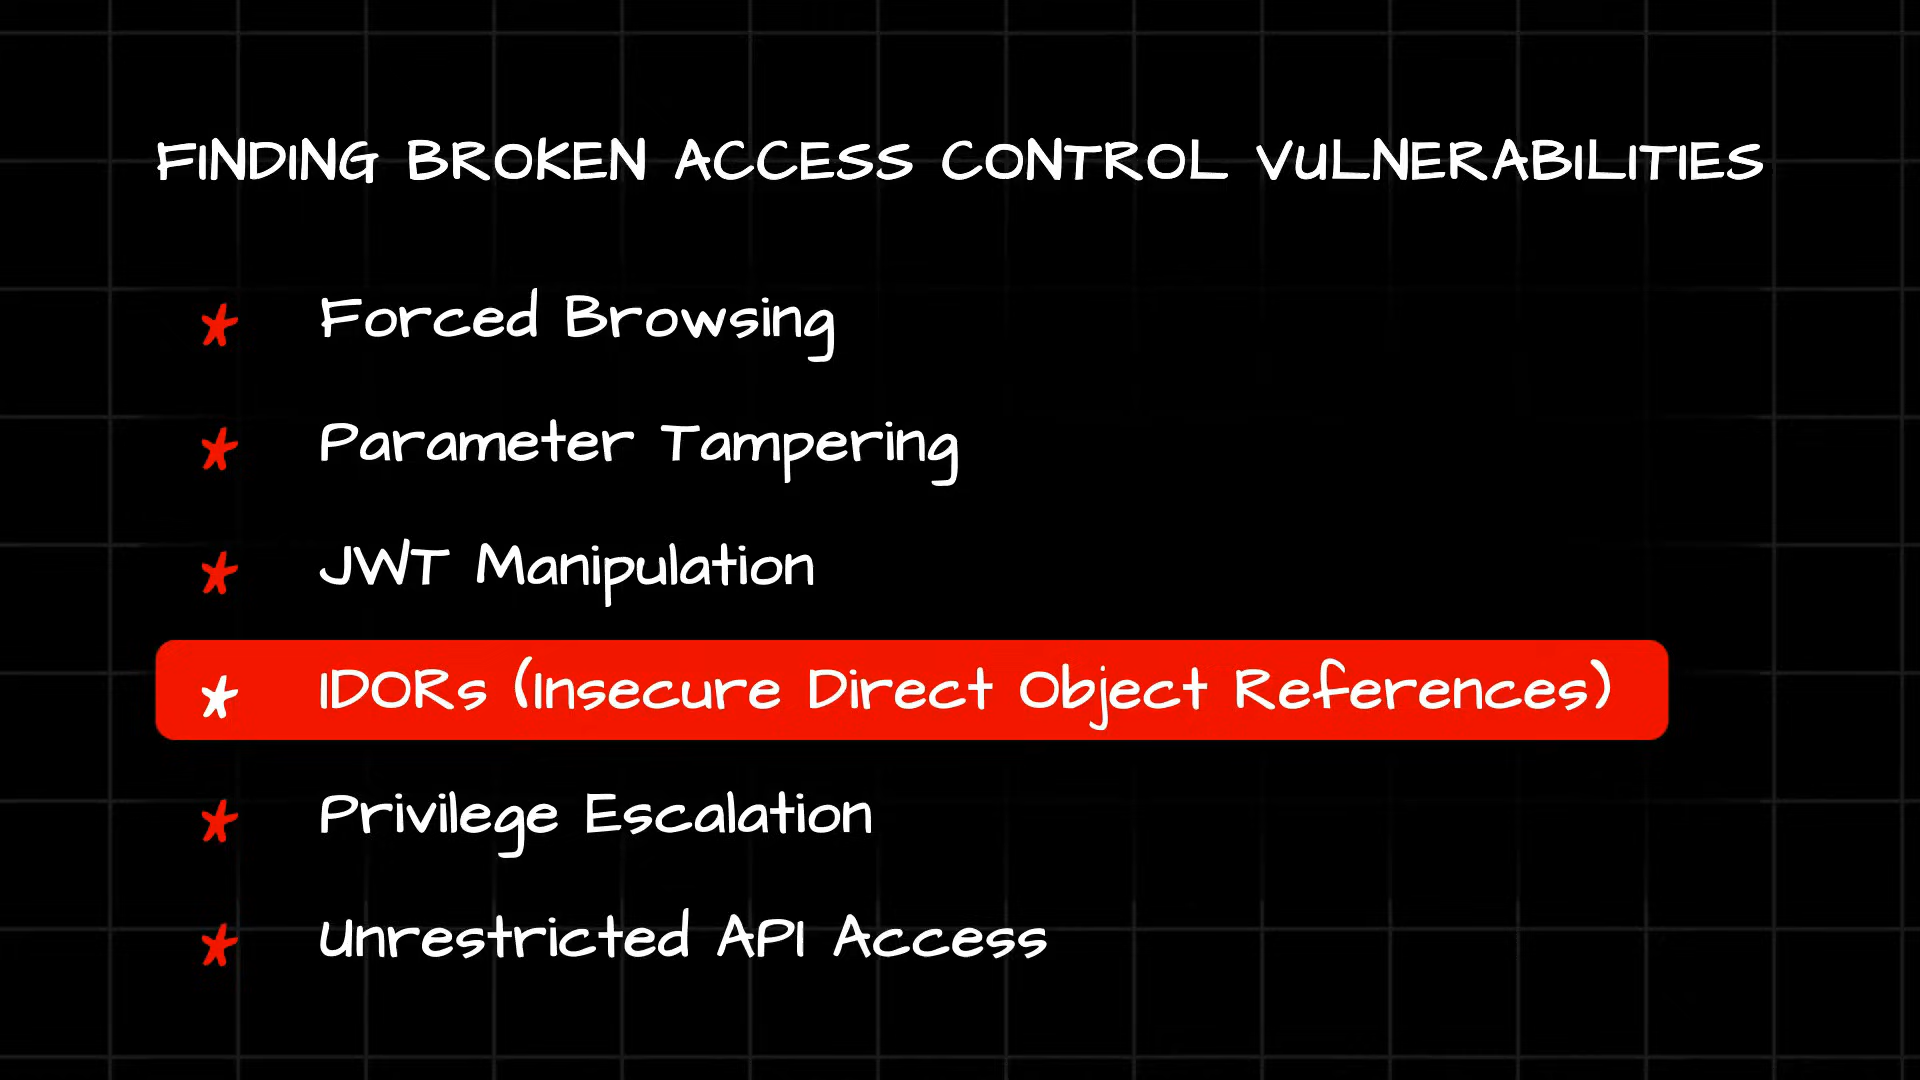 FINDING BROKEN ACCESS CONTROL VULNERABILITIES
* Forced Browsing
* Parameter Tampering
* JWT Manipulation
* IDORs (Insecure Direct Object References)
* Privilege Escalation
* Unrestricted API Access